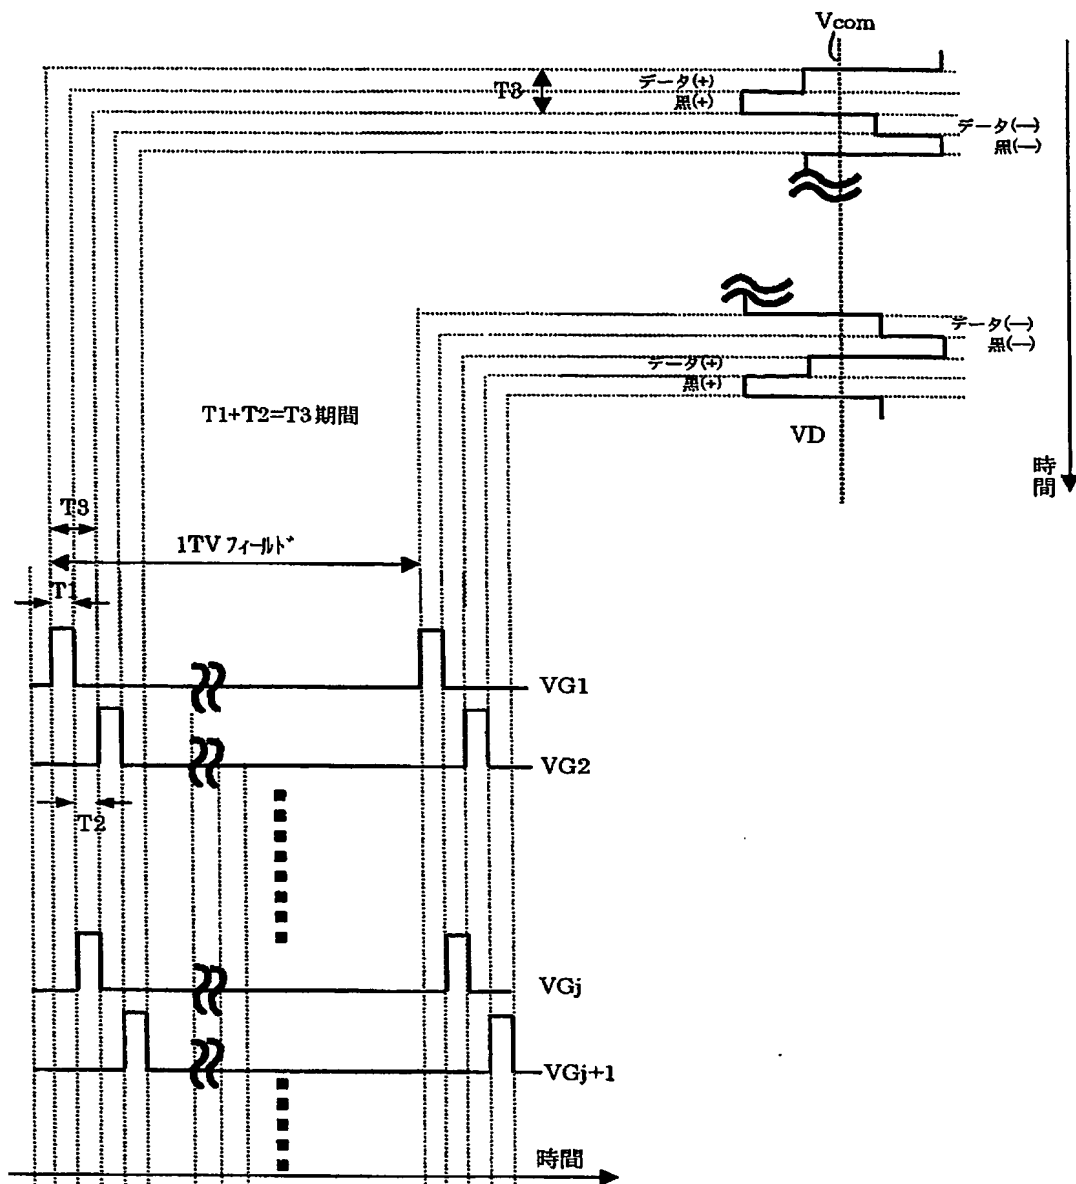 Vcom
T3
データ(+)
黒(+)
データ(—)
黒(—)
データ(—)
黒(—)
データ(+)
黒(+)
T1+T2=T3期間
VD
時間
T3
1TVフィールド
T1
VG1
VG2
T2
VGj
VGj+1
時間